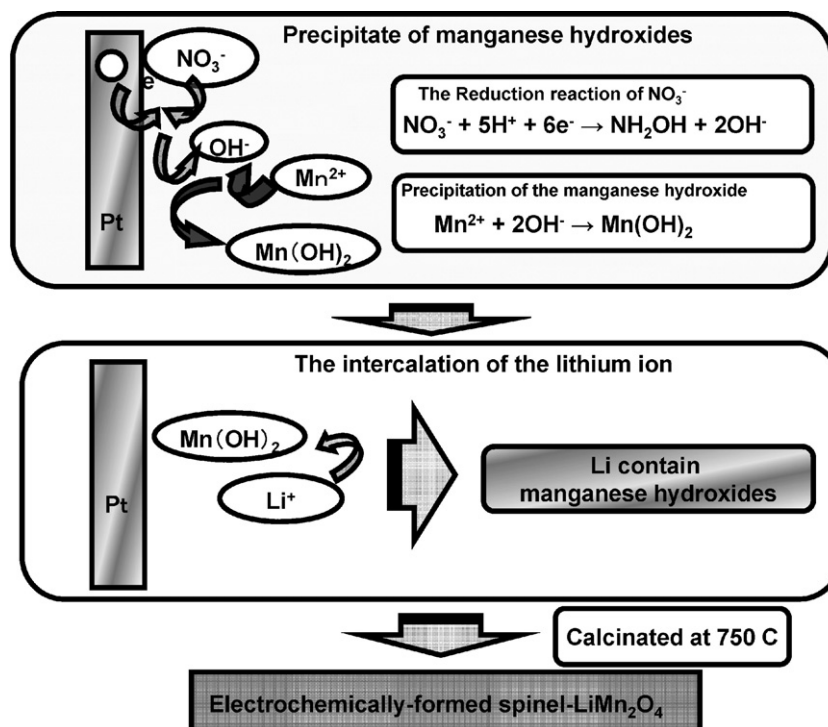 Precipitate of manganese hydroxides
NO₃⁻
e
OH⁻
Mn²⁺
Pt
Mn(OH)₂
The Reduction reaction of NO₃⁻
NO₃⁻ + 5H⁺ + 6e⁻ → NH₂OH + 2OH⁻
Precipitation of the manganese hydroxide
Mn²⁺ + 2OH⁻ → Mn(OH)₂
The intercalation of the lithium ion
Mn(OH)₂
Pt
Li⁺
Li contain
manganese hydroxides
Calcinated at 750 C
Electrochemically-formed spinel-LiMn₂O₄